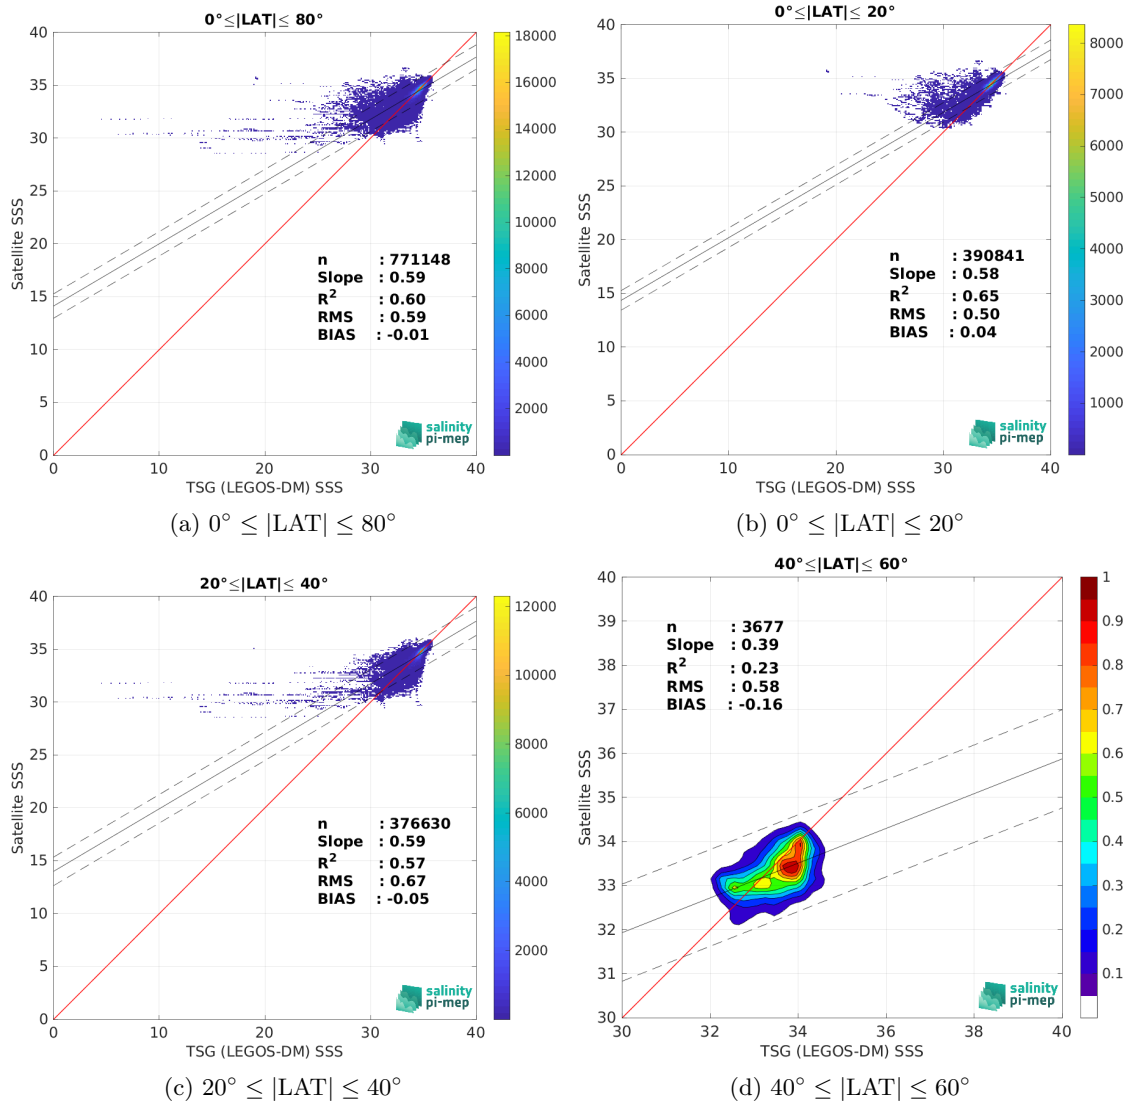 0°≤|LAT|≤ 80°
40
35
30
25
20
15
10
5
0
Satellite SSS
n : 771148
Slope : 0.59
R² : 0.60
RMS : 0.59
BIAS : -0.01
salinity
pi-mep
0 10 20 30 40
TSG (LEGOS-DM) SSS
18000
16000
14000
12000
10000
8000
6000
4000
2000
(a) 0° ≤ |LAT| ≤ 80°
0°≤|LAT|≤ 20°
40
35
30
25
20
15
10
5
0
Satellite SSS
n : 390841
Slope : 0.58
R² : 0.65
RMS : 0.50
BIAS : 0.04
salinity
pi-mep
0 10 20 30 40
TSG (LEGOS-DM) SSS
8000
7000
6000
5000
4000
3000
2000
1000
(b) 0° ≤ |LAT| ≤ 20°
20°≤|LAT|≤ 40°
40
35
30
25
20
15
10
5
0
Satellite SSS
n : 376630
Slope : 0.59
R² : 0.57
RMS : 0.67
BIAS : -0.05
salinity
pi-mep
0 10 20 30 40
TSG (LEGOS-DM) SSS
12000
10000
8000
6000
4000
2000
0
(c) 20° ≤ |LAT| ≤ 40°
40°≤|LAT|≤ 60°
40
39
38
37
36
35
34
33
32
31
30
Satellite SSS
n : 3677
Slope : 0.39
R² : 0.23
RMS : 0.58
BIAS : -0.16
salinity
pi-mep
30 32 34 36 38 40
TSG (LEGOS-DM) SSS
1
0.9
0.8
0.7
0.6
0.5
0.4
0.3
0.2
0.1
(d) 40° ≤ |LAT| ≤ 60°